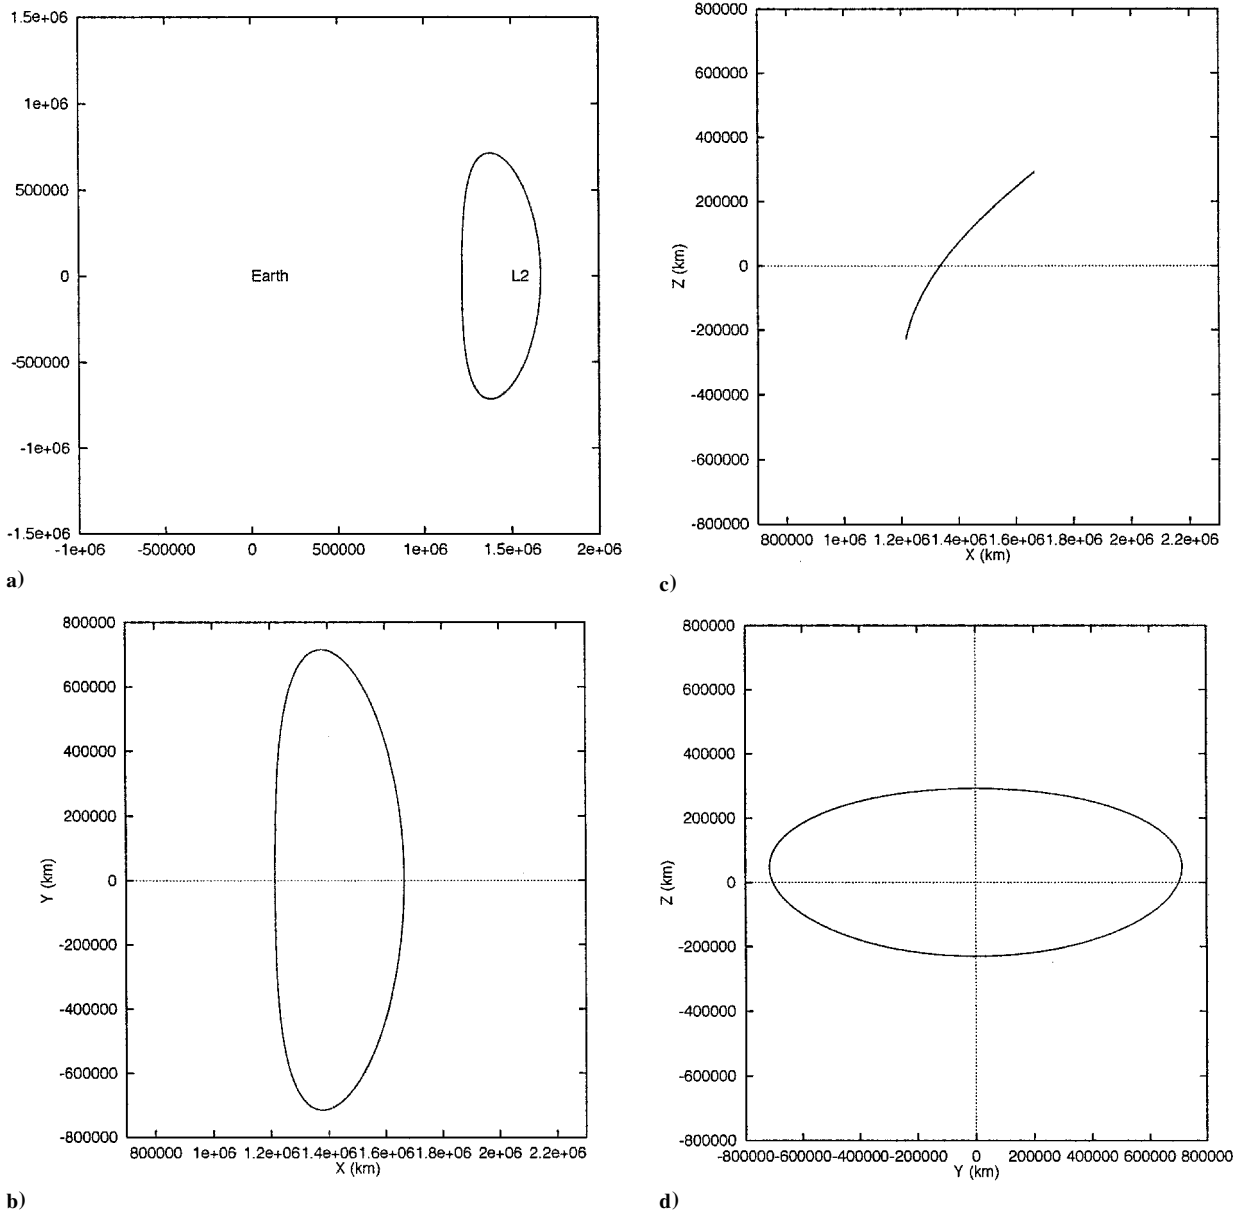 1.5e+06
1e+06
500000
0
-500000
-1e+06
-1.5e+06
Earth
L2
-1e+06 -500000 0 500000 1e+06 1.5e+06 2e+06
a)
800000
600000
400000
200000
0
-200000
-400000
-600000
-800000
Z (km)
800000 1e+06 1.2e+06 1.4e+06 1.6e+06 1.8e+06 2e+06 2.2e+06
X (km)
c)
800000
600000
400000
200000
0
-200000
-400000
-600000
-800000
Y (km)
800000 1e+06 1.2e+06 1.4e+06 1.6e+06 1.8e+06 2e+06 2.2e+06
X (km)
b)
800000
600000
400000
200000
0
-200000
-400000
-600000
-800000
Z (km)
-800000 -600000 -400000 -200000 0 200000 400000 600000 800000
Y (km)
d)